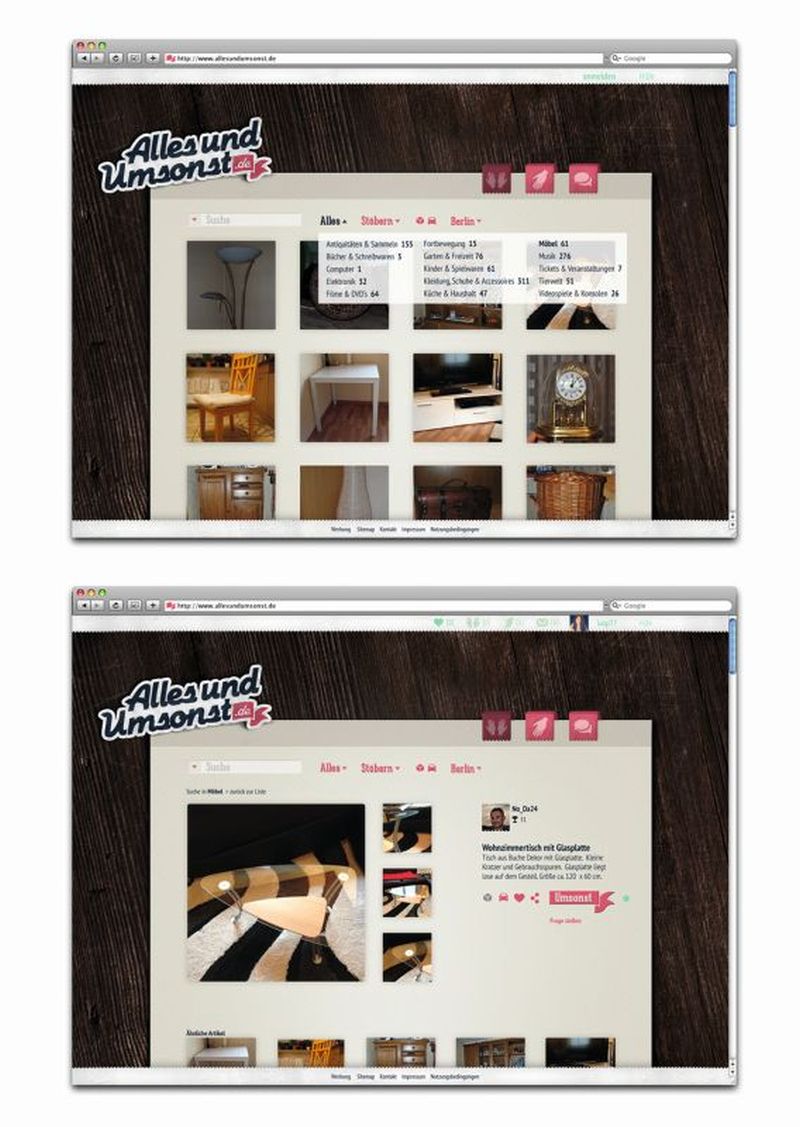 http://www.allesundumsonst.de
Google
anmelden Hilfe
Alles und
Umsonst .de
Suche Alles Stöbern Berlin
Antiquitäten & Sammeln 155 Fortbewegung 15 Möbel 61
Bücher & Schreibwaren 3 Garten & Freizeit 76 Musik 276
Computer 1 Kinder & Spielwaren 61 Tickets & Veranstaltungen 7
Elektronik 32 Kleidung, Schuhe & Accessoires 311 Tierwelt 51
Filme & DVD's 64 Küche & Haushalt 47 Videospiele & Konsolen 26
Werbung Sitemap Kontakt Impressum Nutzungsbedingungen
http://www.allesundumsonst.de
Google
Hilfe
Alles und
Umsonst .de
Suche Alles Stöbern Berlin
Suche in Möbel > zurück zur Liste
No_Da24
11
Wohnzimmertisch mit Glasplatte
Tisch aus Buche Dekor mit Glasplatte. Kleine
Kratzer und Gebrauchsspuren. Glasplatte liegt
lose auf dem Gestell. Größe ca. 120 x 60 cm.
Umsonst
Frage stellen
Ähnliche Artikel
Werbung Sitemap Kontakt Impressum Nutzungsbedingungen